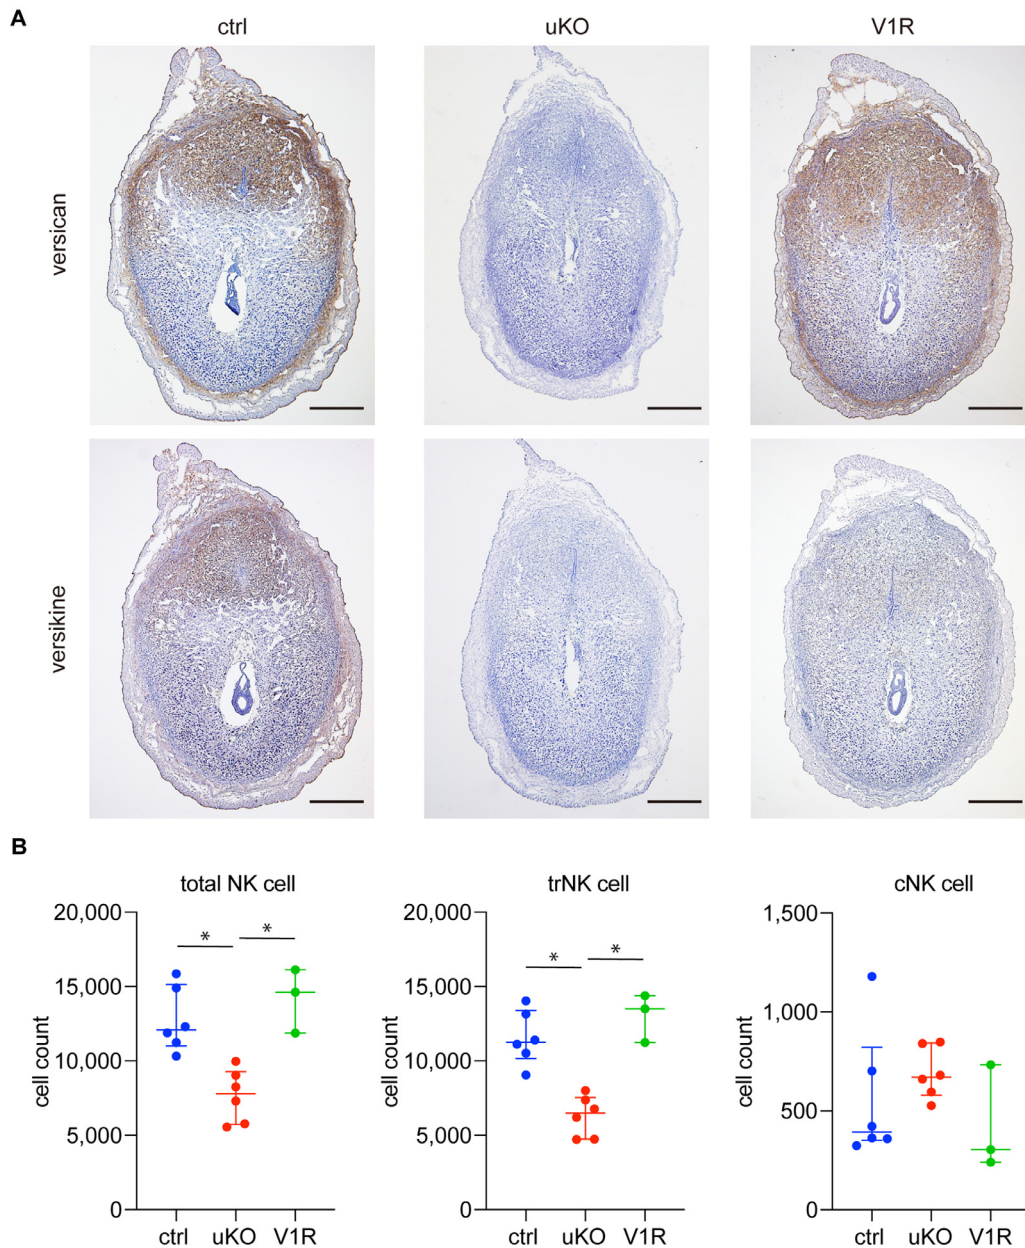 A
ctrl
uKO
V1R
versican
versikine
B
total NK cell
trNK cell
cNK cell
cell count
20,000
15,000
10,000
5,000
0
* *
ctrl uKO V1R
cell count
20,000
15,000
10,000
5,000
0
* *
ctrl uKO V1R
cell count
1,500
1,000
500
0
ctrl uKO V1R